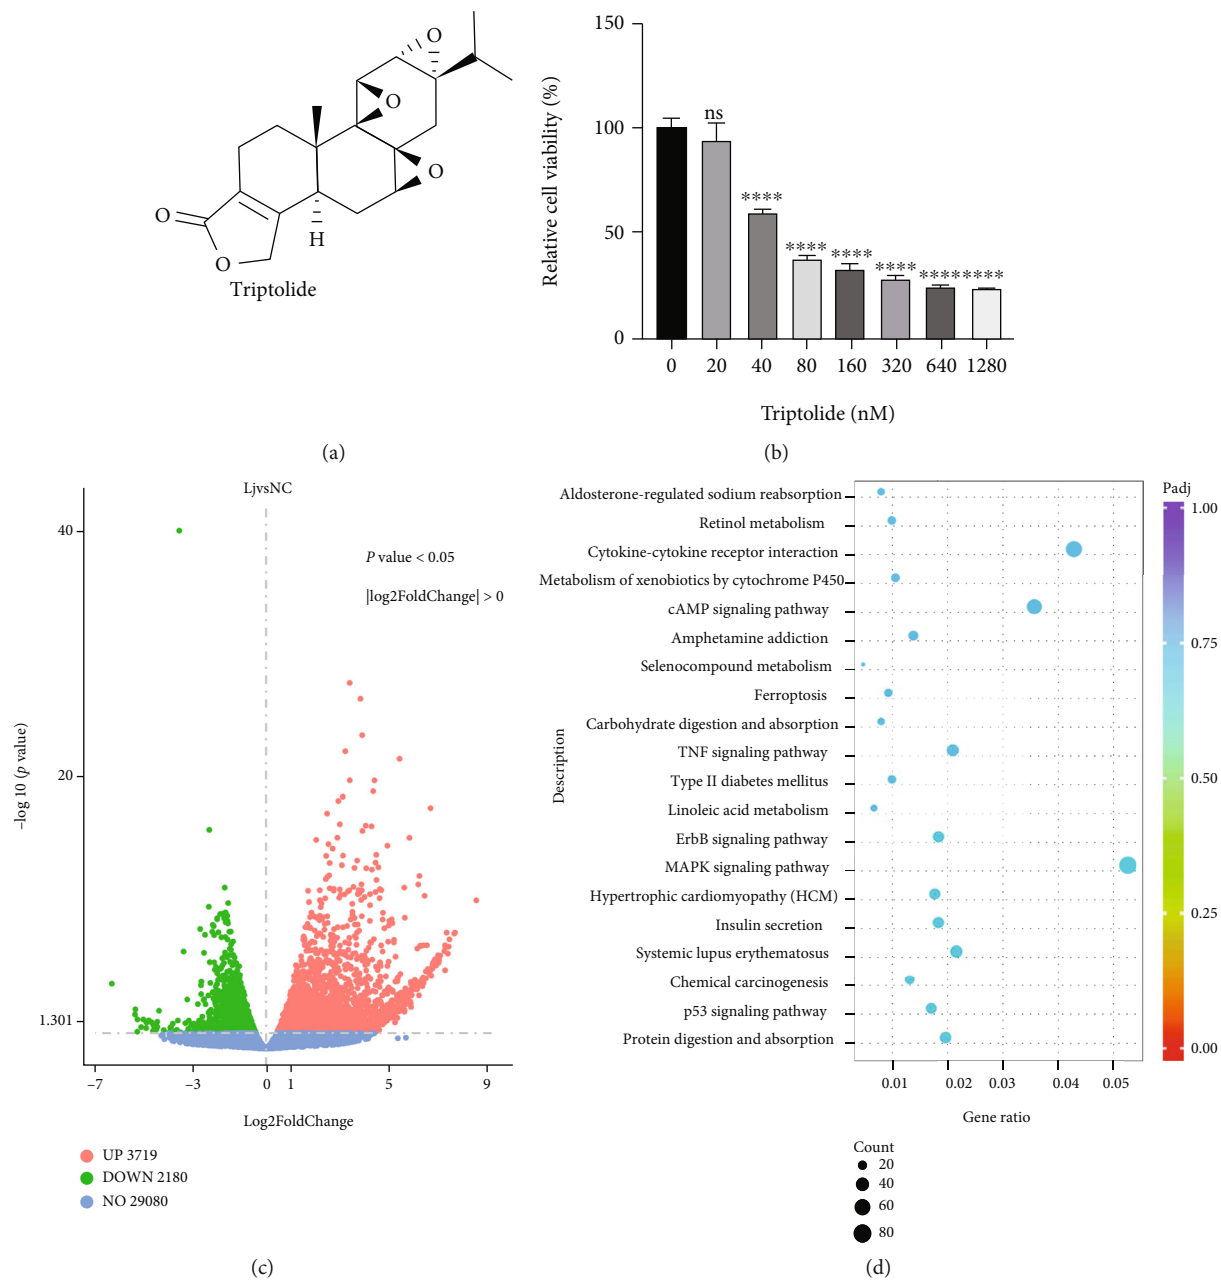 O
O
O
O
O
H
Triptolide
(a)
Relative cell viability (%)
150
100
50
0
ns
****
****
****
****
****
****
0 20 40 80 160 320 640 1280
Triptolide (nM)
(b)
LjvsNC
P value < 0.05
|log2FoldChange| > 0
–log 10 (p value)
40
20
1.301
–7 –3 0 1 5 9
Log2FoldChange
UP 3719
DOWN 2180
NO 29080
(c)
Description
Aldosterone-regulated sodium reabsorption
Retinol metabolism
Cytokine-cytokine receptor interaction
Metabolism of xenobiotics by cytochrome P450
cAMP signaling pathway
Amphetamine addiction
Selenocompound metabolism
Ferroptosis
Carbohydrate digestion and absorption
TNF signaling pathway
Type II diabetes mellitus
Linoleic acid metabolism
ErbB signaling pathway
MAPK signaling pathway
Hypertrophic cardiomyopathy (HCM)
Insulin secretion
Systemic lupus erythematosus
Chemical carcinogenesis
p53 signaling pathway
Protein digestion and absorption
0.01 0.02 0.03 0.04 0.05
Gene ratio
Padj
1.00
0.75
0.50
0.25
0.00
Count
20
40
60
80
(d)